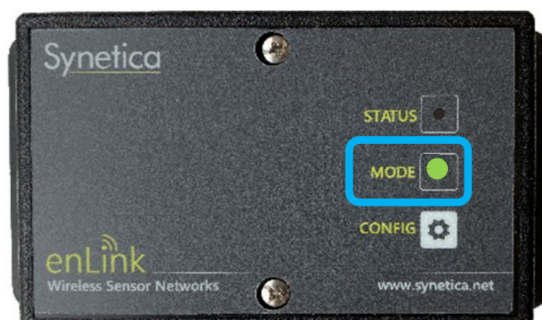 Synetica
STATUS
MODE
CONFIG
enLink
Wireless Sensor Networks
www.synetica.net